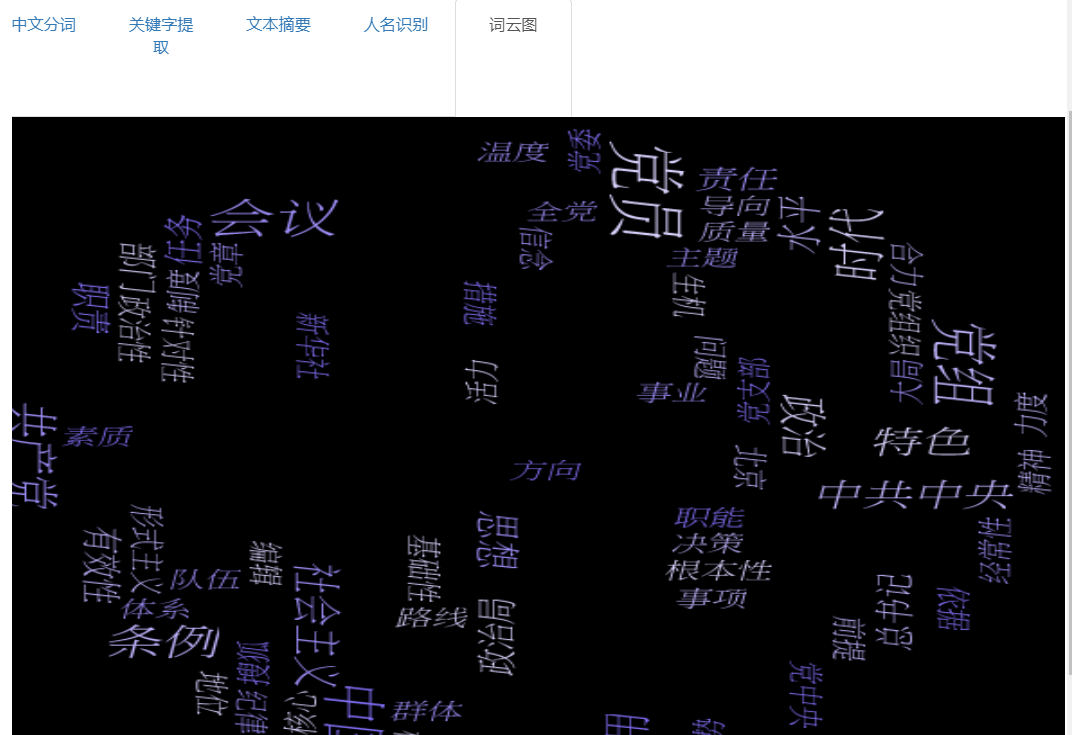 中文分词
关键字提
取
文本摘要
人名识别
词云图
温度
党委
党员
责任
导向
质量
水平
时代
全党
信念
主题
会议
任务
党章
部门
政治性
制度
针对性
职责
新华社
措施
活力
生机
问题
事业
党支部
政治
北京
合力
党组织
大局
党组
特色
力度
精神
中共中央
共产党
素质
方向
思想
职能
决策
根本性
事项
经常性
依据
总书记
前提
党中央
形式主义
有效性
队伍
体系
条例
编辑
社会主义
基础性
路线
政治局
搜狐
地位
纪律
核心
群体